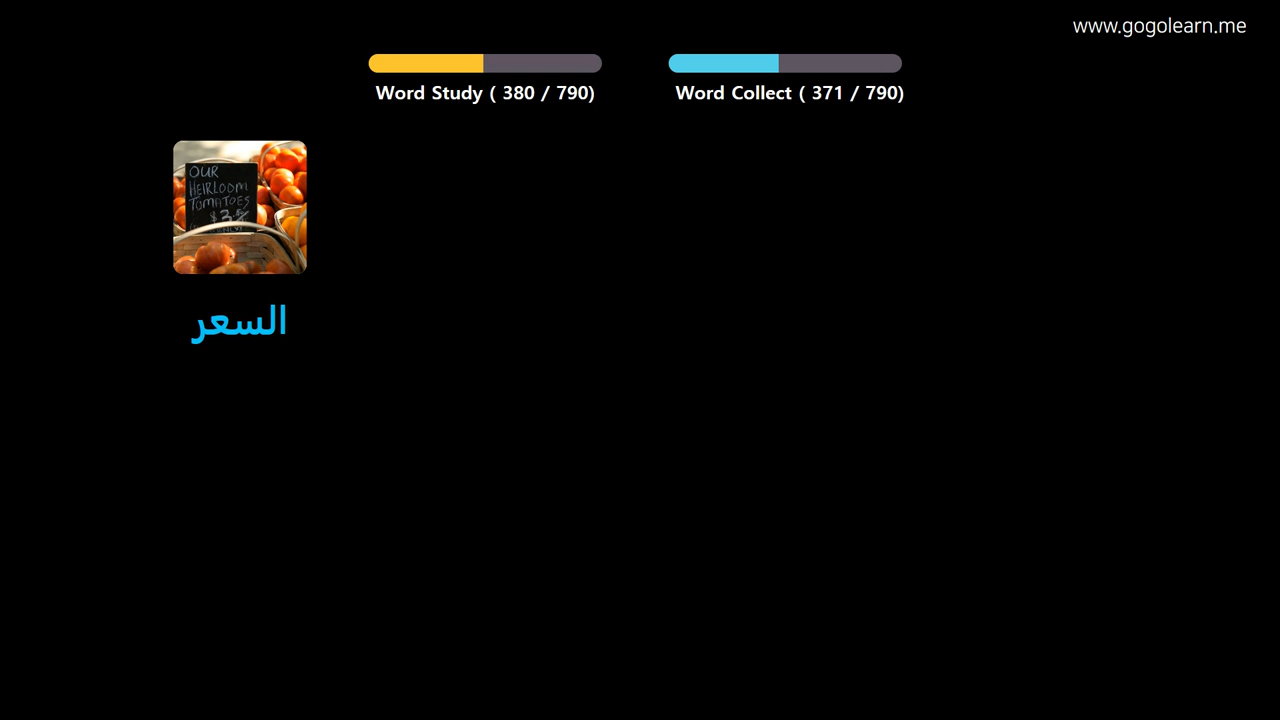 www.gogolearn.me
Word Study ( 380 / 790)
Word Collect ( 371 / 790)
OUR
HEIRLOOM
TOMATOES
السعر